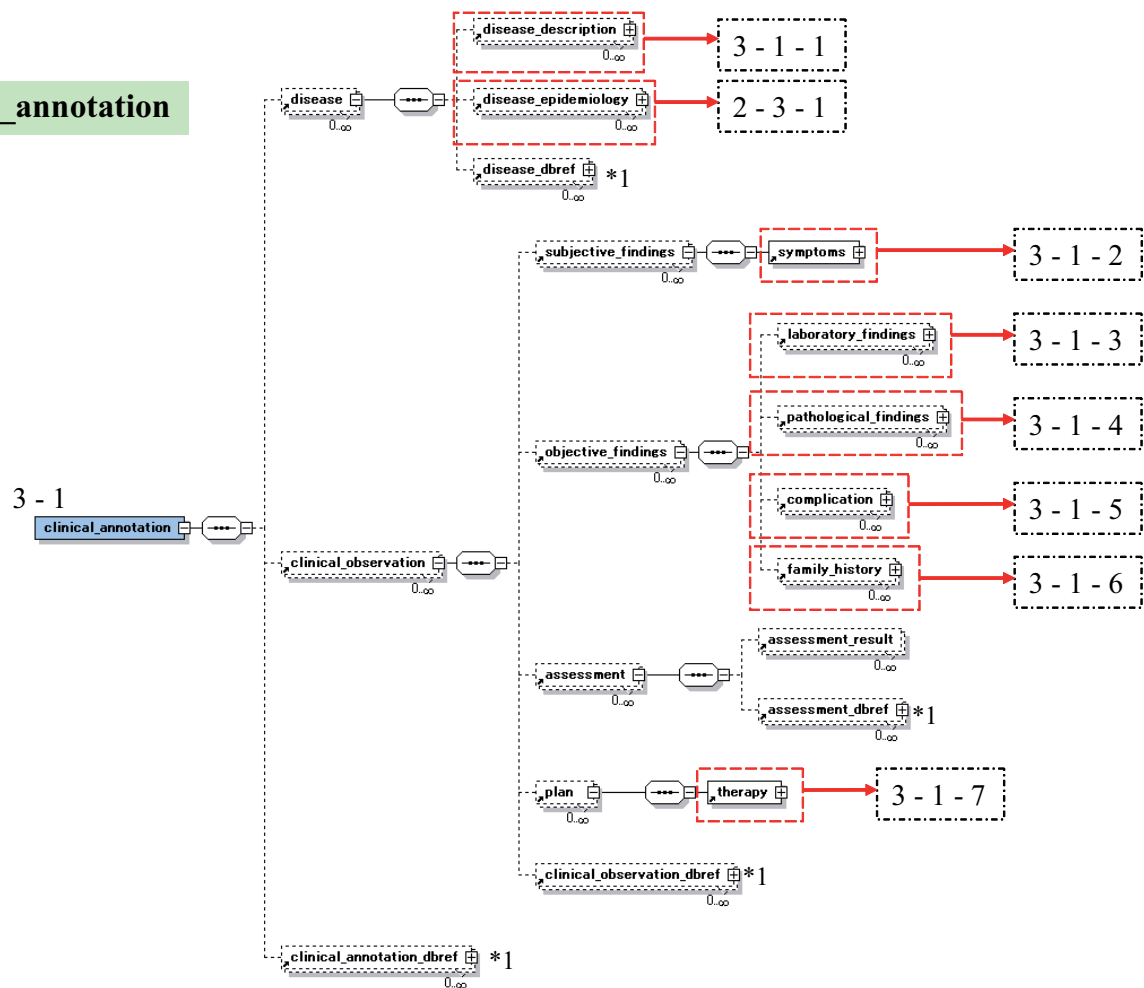 disease_description
0..∞
3 - 1 - 1
_annotation
disease
0..∞
disease_epidemiology
0..∞
2 - 3 - 1
disease_dbref
*1
0..∞
subjective_findings
0..∞
symptoms
3 - 1 - 2
laboratory_findings
0..∞
3 - 1 - 3
pathological_findings
0..∞
3 - 1 - 4
objective_findings
0..∞
3 - 1
clinical_annotation
complication
0..∞
3 - 1 - 5
clinical_observation
0..∞
family_history
0..∞
3 - 1 - 6
assessment
0..∞
assessment_result
0..∞
assessment_dbref
*1
0..∞
plan
0..∞
therapy
3 - 1 - 7
clinical_observation_dbref
*1
0..∞
clinical_annotation_dbref
*1
0..∞